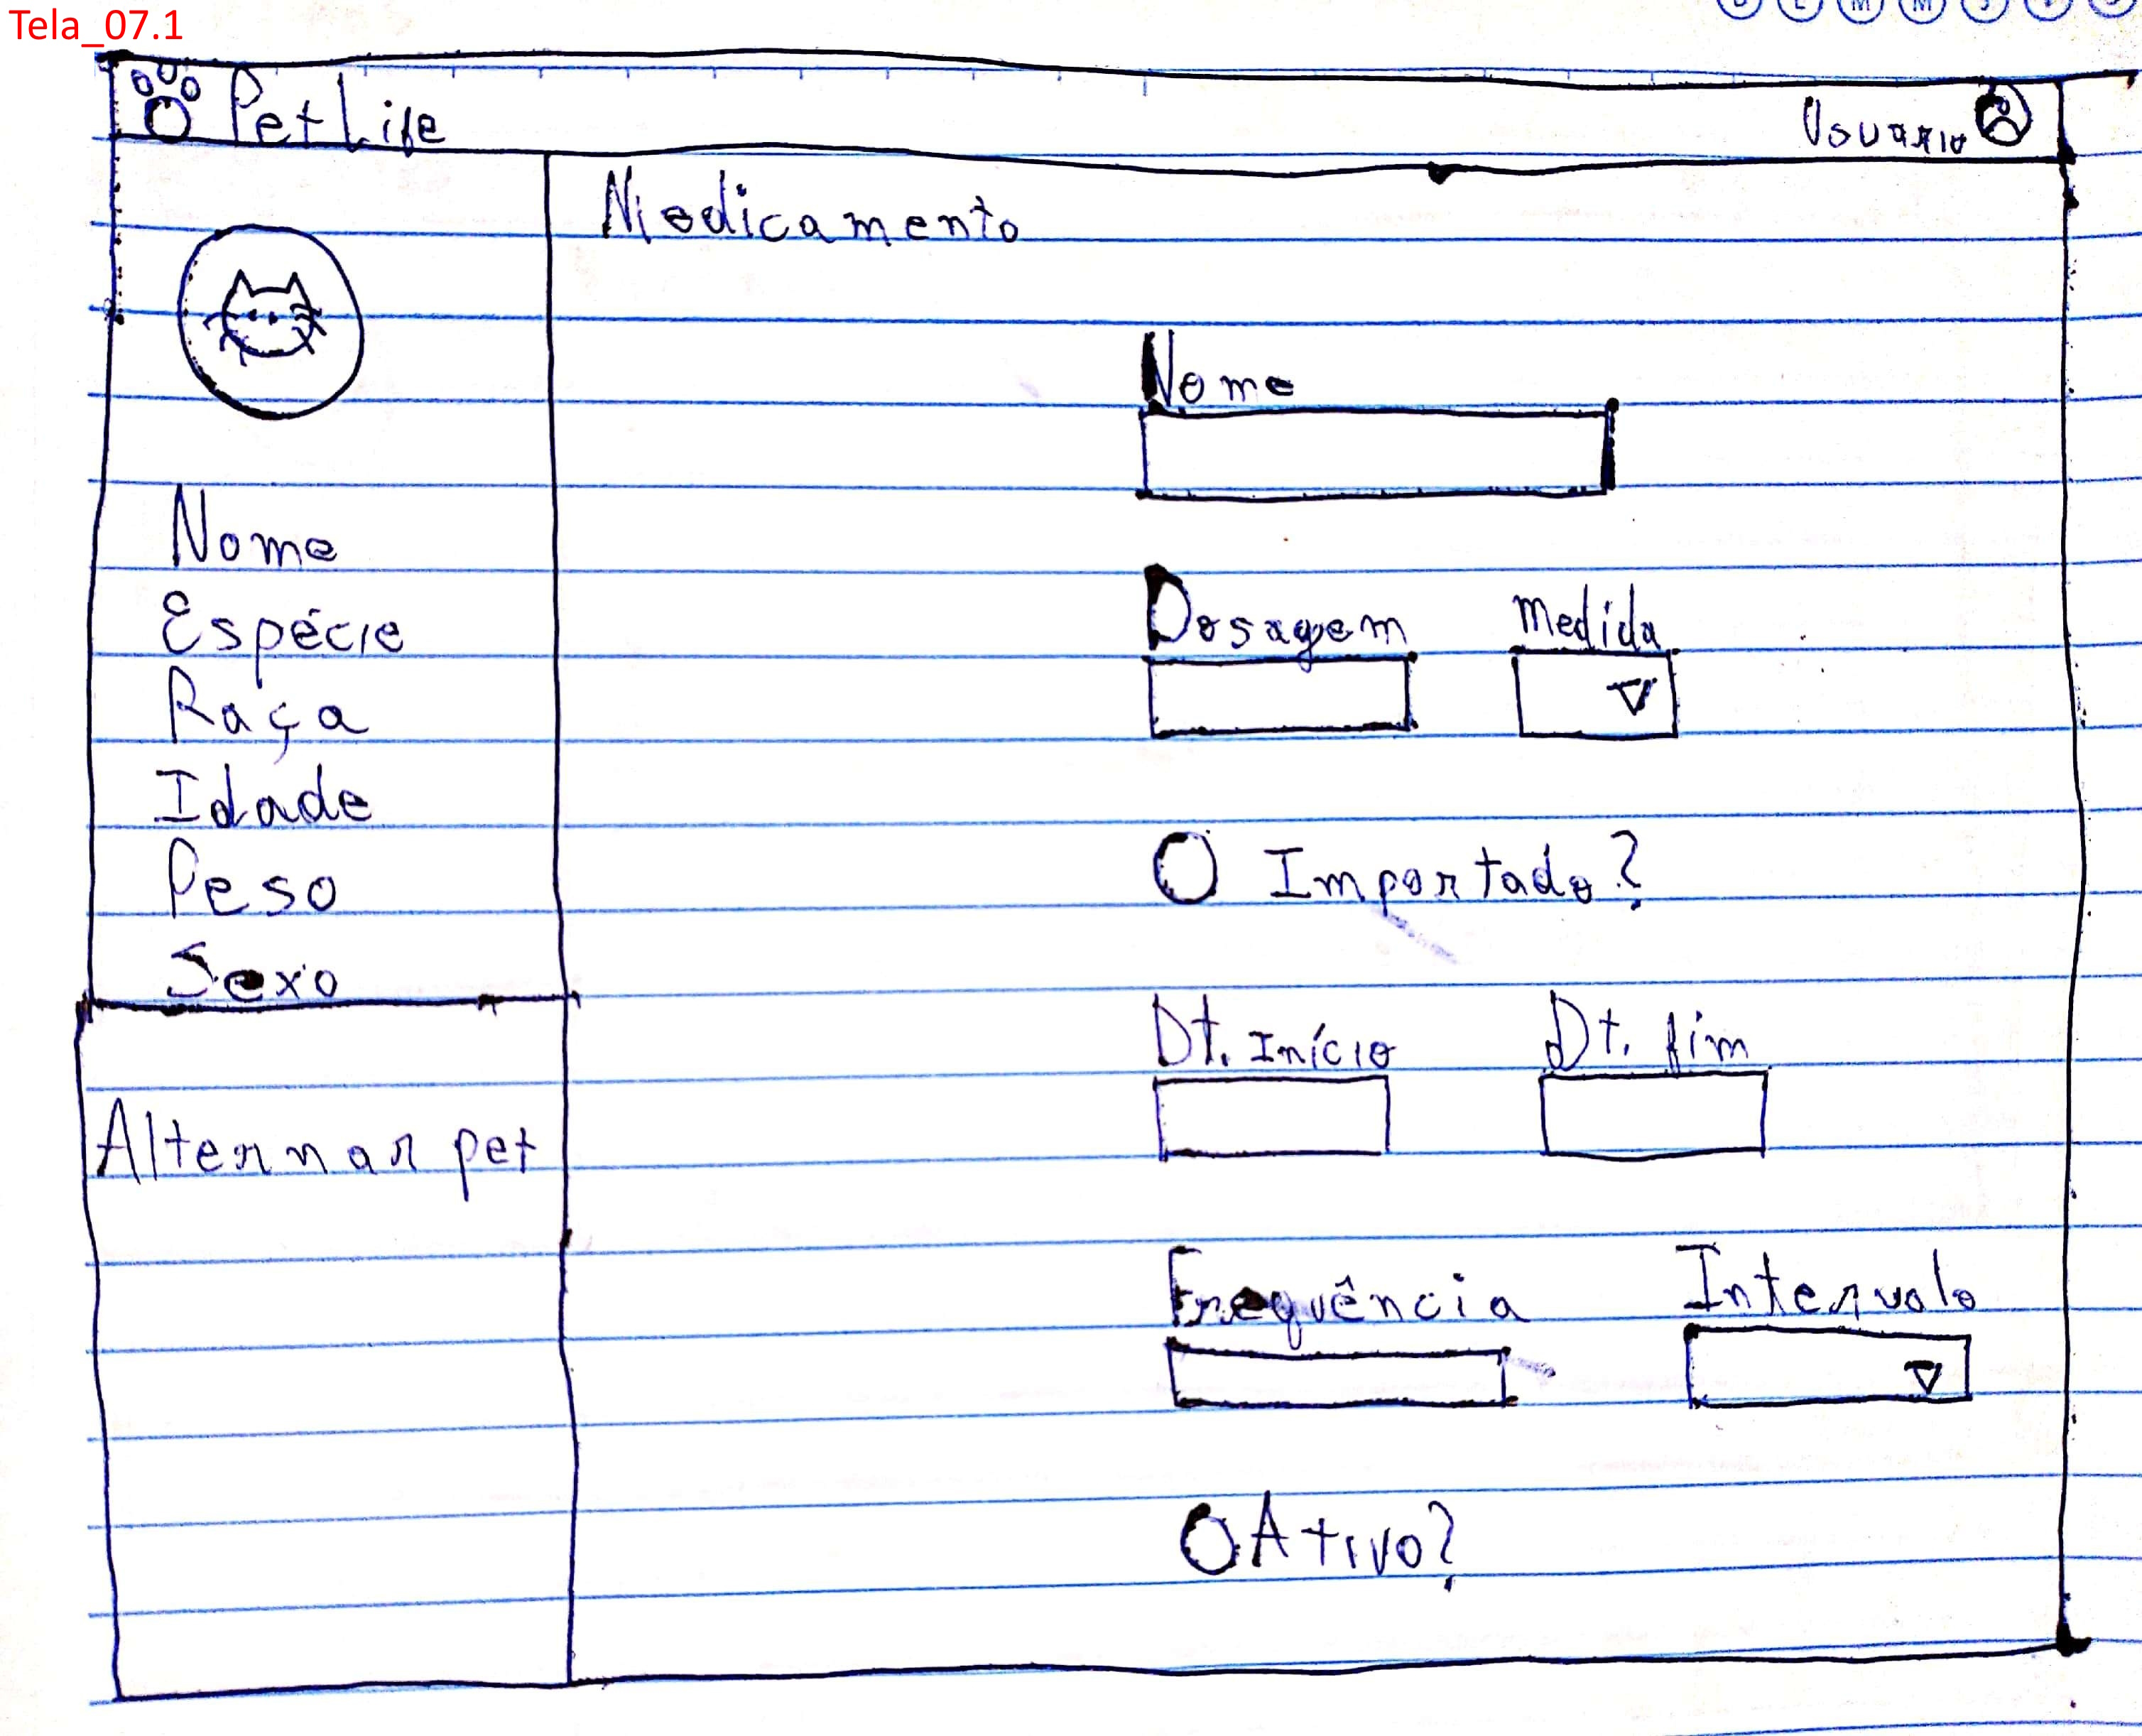 Tela_07.1
PetLife Usuário
Medicamento
Nome
Nome
Espécie
Raça
Idade
Peso
Sexo
Alternar pet
Dosagem Medida
Importado?
Dt. Início Dt. fim
Frequência Intervalo
Ativo?